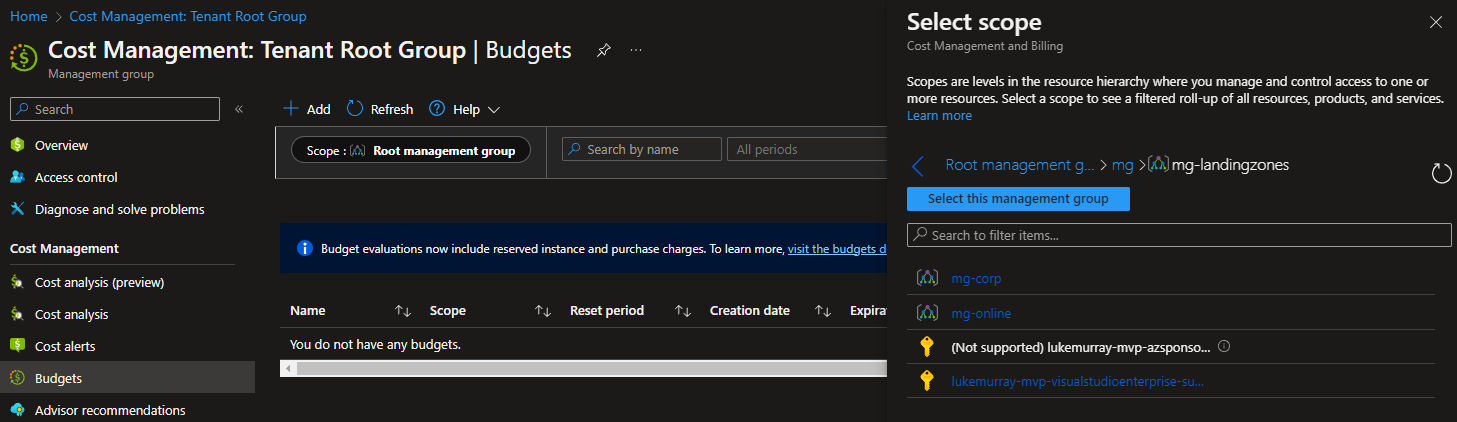 Home > Cost Management: Tenant Root Group
Cost Management: Tenant Root Group | Budgets
Management group
Search
Overview
Access control
Diagnose and solve problems
Cost Management
Cost analysis (preview)
Cost analysis
Cost alerts
Budgets
Advisor recommendations
Add Refresh Help
Scope : Root management group
Search by name
All periods
Budget evaluations now include reserved instance and purchase charges. To learn more, visit the budgets d
Name Scope Reset period Creation date Expira
You do not have any budgets.
Select scope
Cost Management and Billing
Scopes are levels in the resource hierarchy where you manage and control access to one or
more resources. Select a scope to see a filtered roll-up of all resources, products, and services.
Learn more
Root management g... > mg > mg-landingzones
Select this management group
Search to filter items...
mg-corp
mg-online
(Not supported) lukemurray-mvp-azsponso...
lukemurray-mvp-visualstudioenterprise-su...